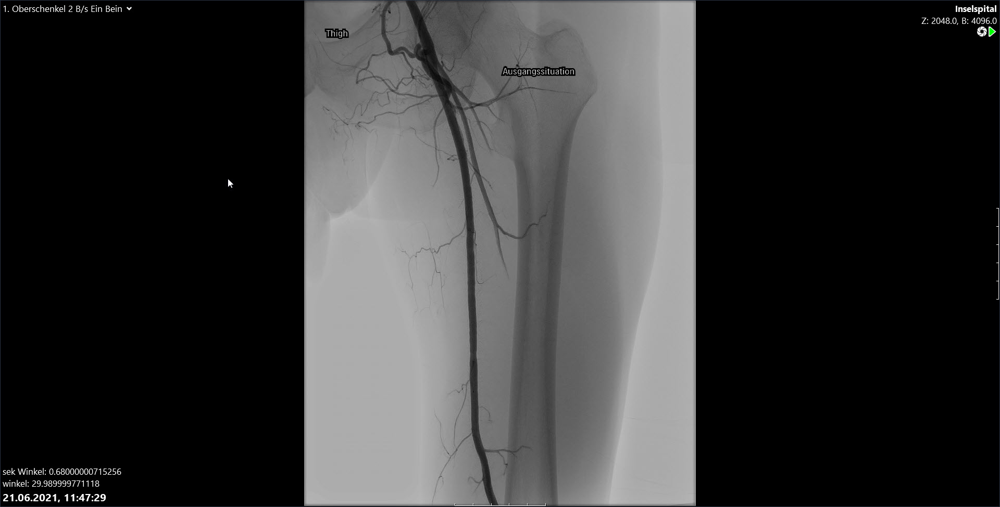 1. Oberschenkel 2 B/s Ein Bein
Inselspital
Z: 2048.0, B: 4096.0
Thigh
Ausgangssituation
sek Winkel: 0.68000000715256
winkel: 29.989999771118
21.06.2021, 11:47:29